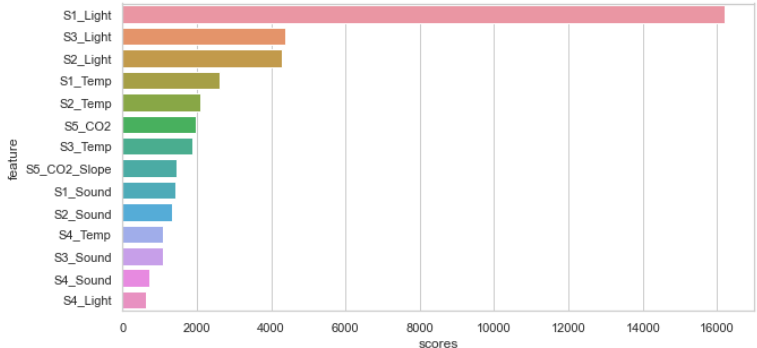 S1_Light
S3_Light
S2_Light
S1_Temp
S2_Temp
S5_CO2
S3_Temp
S5_CO2_Slope
S1_Sound
S2_Sound
S4_Temp
S3_Sound
S4_Sound
S4_Light
feature
0 2000 4000 6000 8000 10000 12000 14000 16000
scores